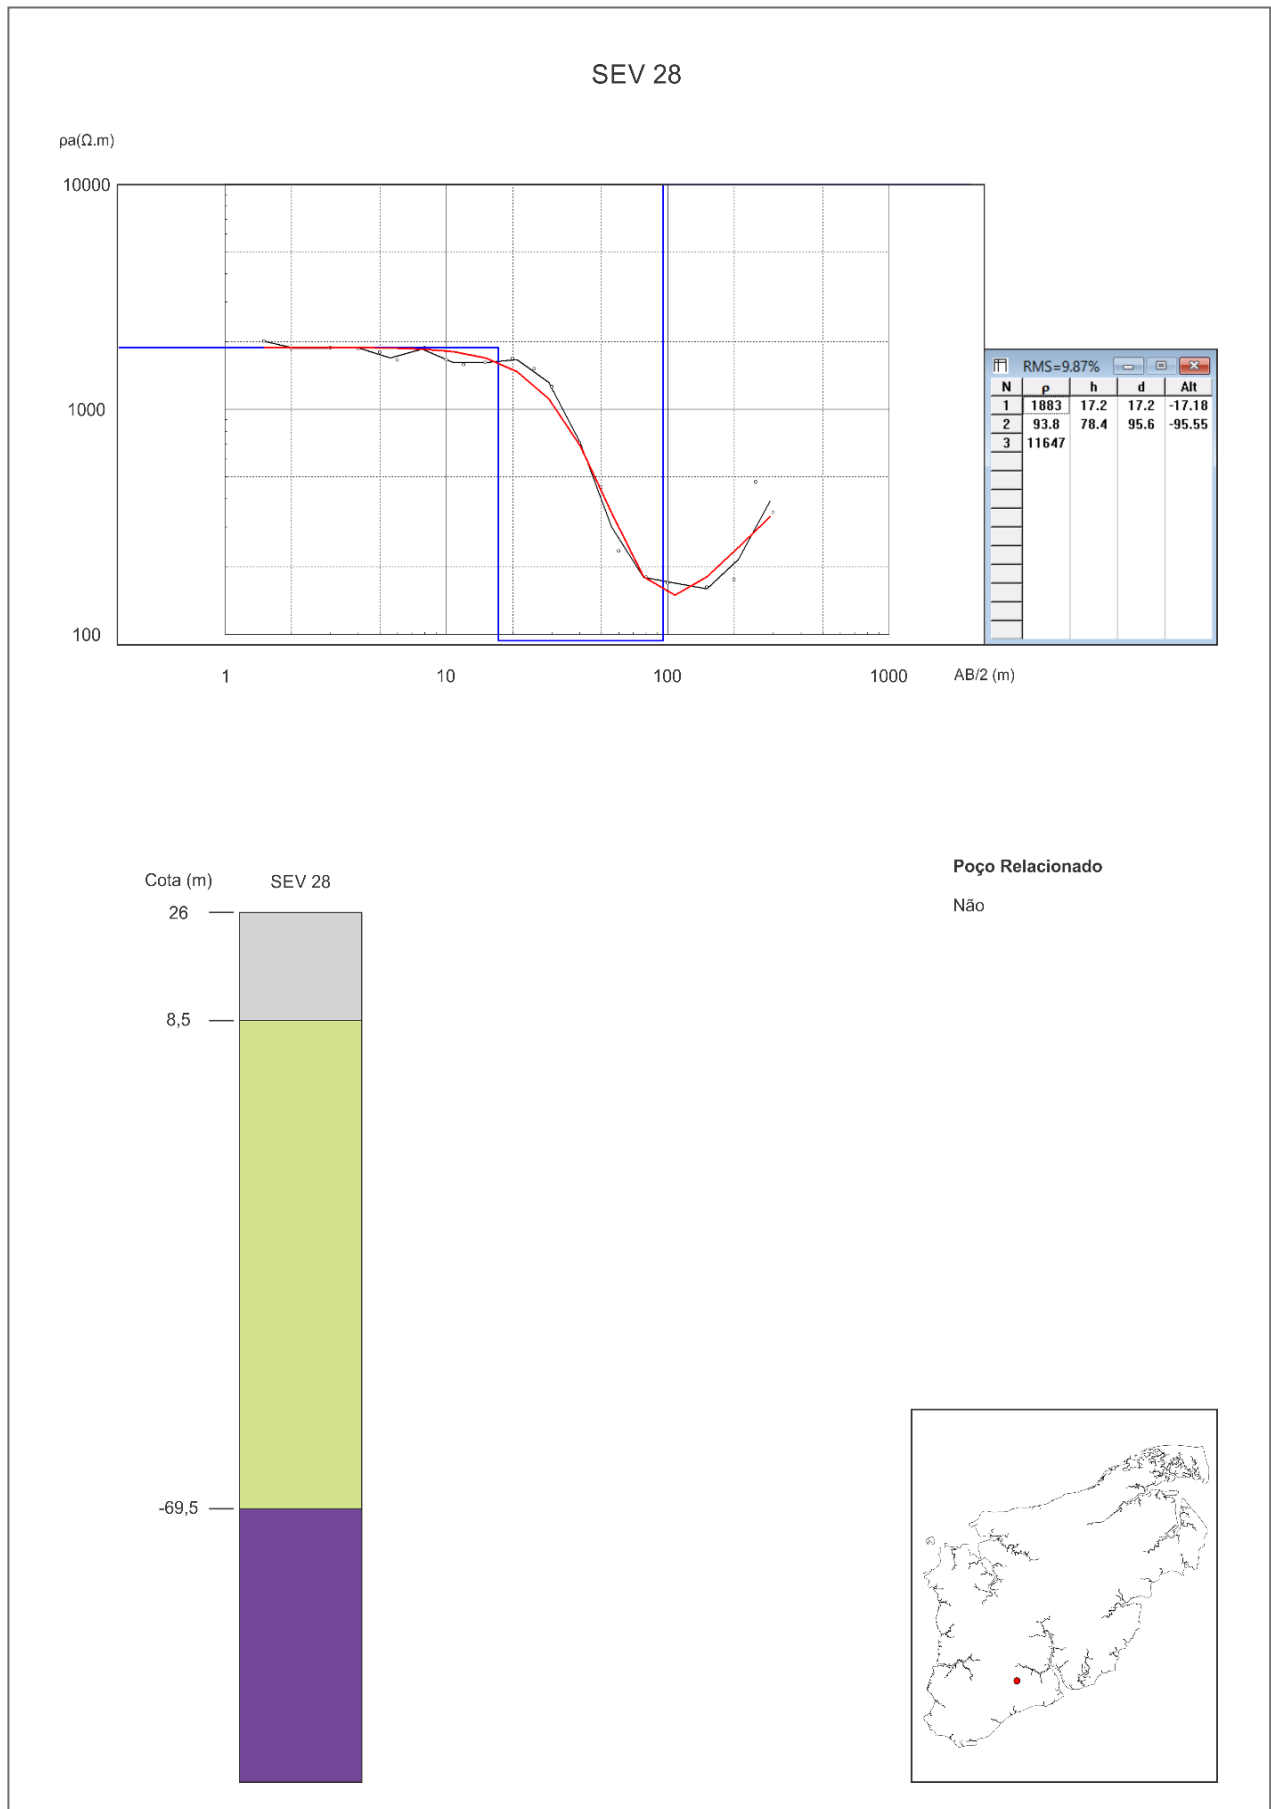 SEV 28
ρa(Ω.m)
10000
1000
100
1 10 100 1000 AB/2 (m)
RMS=9.87%
N ρ h d Alt
1 1883 17.2 17.2 -17.18
2 93.8 78.4 95.6 -95.55
3 11647
Cota (m) SEV 28
26
8,5
-69,5
Poço Relacionado
Não